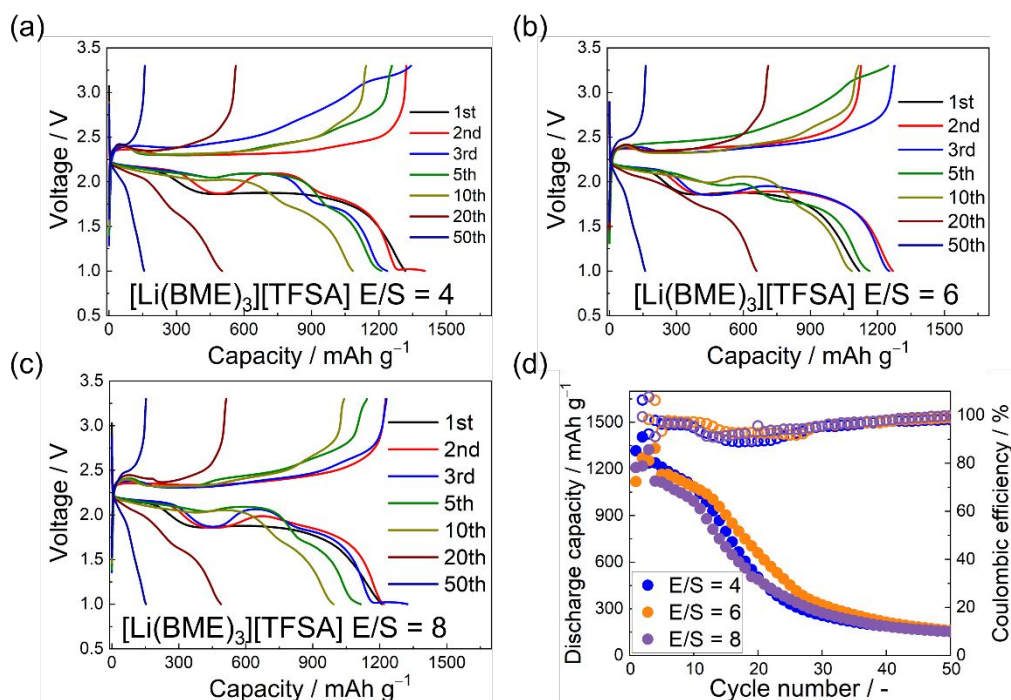 (a)
3.5
3.0
2.5
2.0
1.5
1.0
0.5
Voltage / V
1st
2nd
3rd
5th
10th
20th
50th
[Li(BME)₃][TFSA] E/S = 4
0 300 600 900 1200 1500
Capacity / mAh g⁻¹
(b)
3.5
3.0
2.5
2.0
1.5
1.0
0.5
Voltage / V
1st
2nd
3rd
5th
10th
20th
50th
[Li(BME)₃][TFSA] E/S = 6
0 300 600 900 1200 1500
Capacity / mAh g⁻¹
(c)
3.5
3.0
2.5
2.0
1.5
1.0
0.5
Voltage / V
1st
2nd
3rd
5th
10th
20th
50th
[Li(BME)₃][TFSA] E/S = 8
0 300 600 900 1200 1500
Capacity / mAh g⁻¹
(d)
1500
1200
900
600
300
0
Discharge capacity / mAh g⁻¹
E/S = 4
E/S = 6
E/S = 8
100
80
60
40
20
0
Coulombic efficiency / %
0 10 20 30 40 50
Cycle number / -